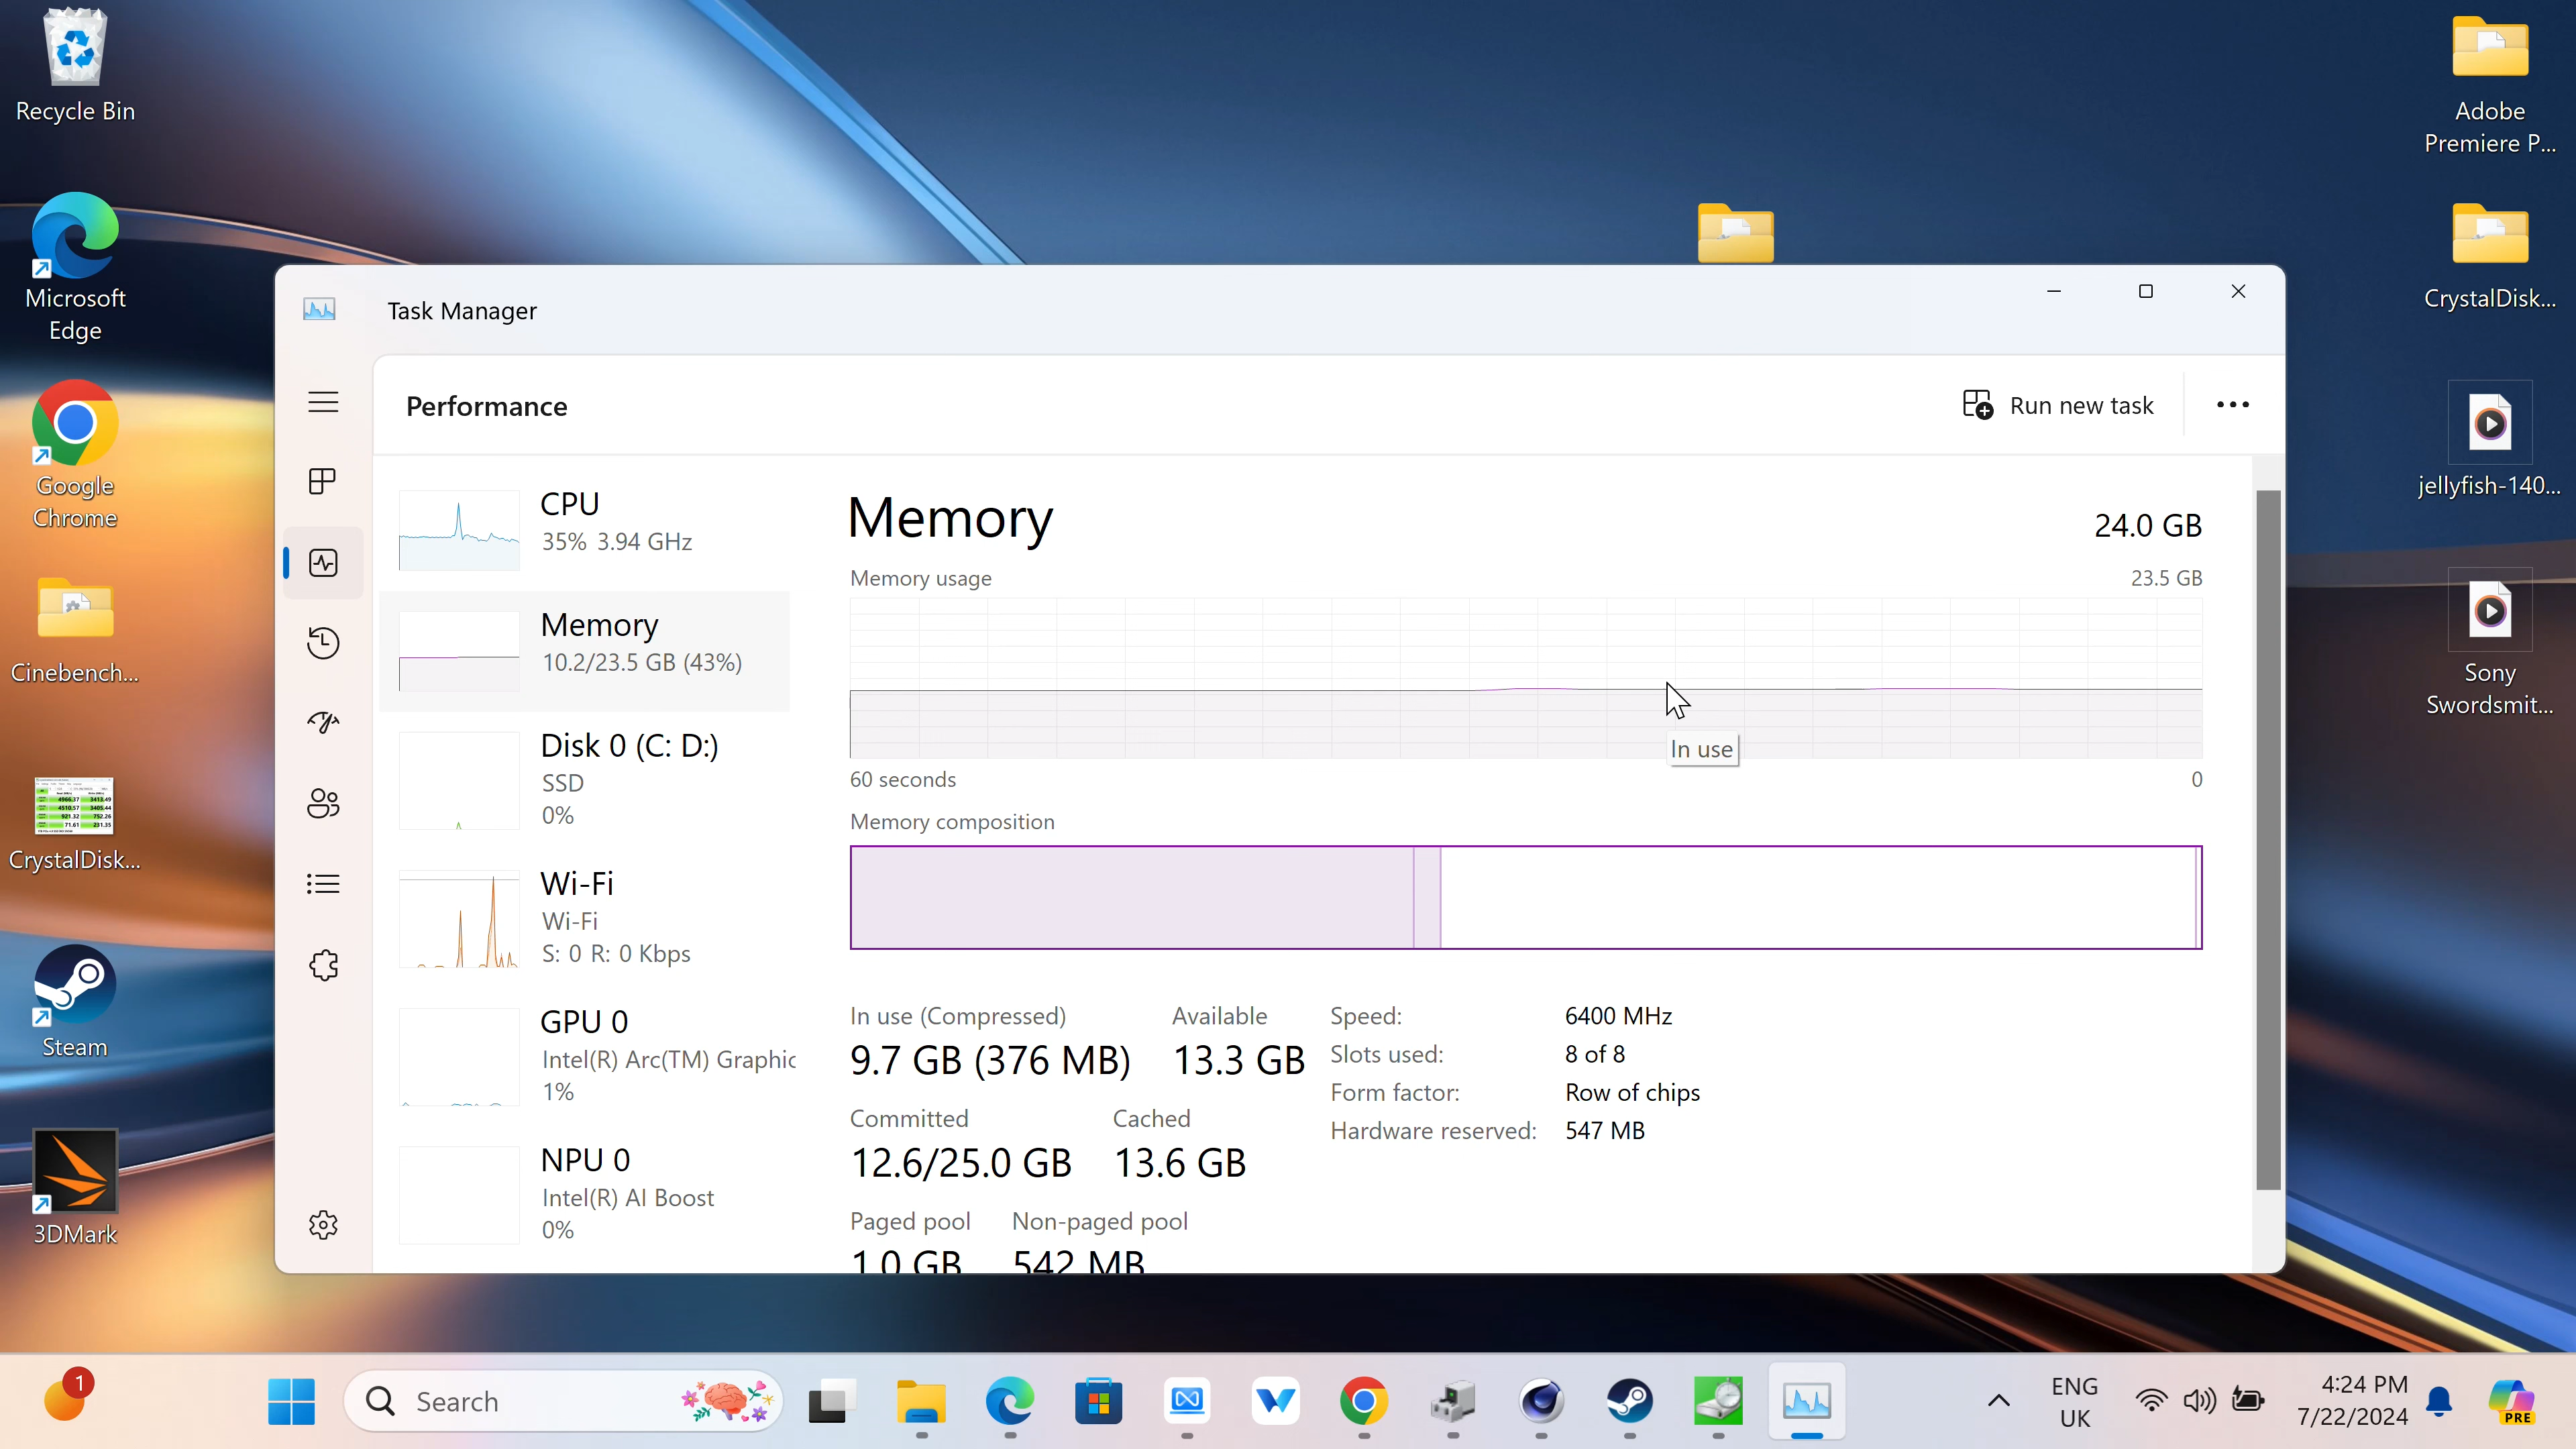 Recycle Bin
Microsoft
Edge
Google
Chrome
Cinebench...
CrystalDisk...
Steam
3DMark
Adobe
Premiere P...
CrystalDisk...
jellyfish-140...
Sony
Swordsmit...
Task Manager
Performance
Run new task
CPU
35% 3.94 GHz
Memory
10.2/23.5 GB (43%)
Disk 0 (C: D:)
SSD
0%
Wi-Fi
Wi-Fi
S: 0 R: 0 Kbps
GPU 0
Intel(R) Arc(TM) Graphic
1%
NPU 0
Intel(R) AI Boost
0%
Memory
24.0 GB
Memory usage
23.5 GB
In use
60 seconds
0
Memory composition
In use (Compressed)
Available
9.7 GB (376 MB)
13.3 GB
Committed
Cached
12.6/25.0 GB
13.6 GB
Paged pool
Non-paged pool
1.0 GB
542 MB
Speed:
6400 MHz
Slots used:
8 of 8
Form factor:
Row of chips
Hardware reserved:
547 MB
1
Search
ENG
UK
4:24 PM
7/22/2024
PRE